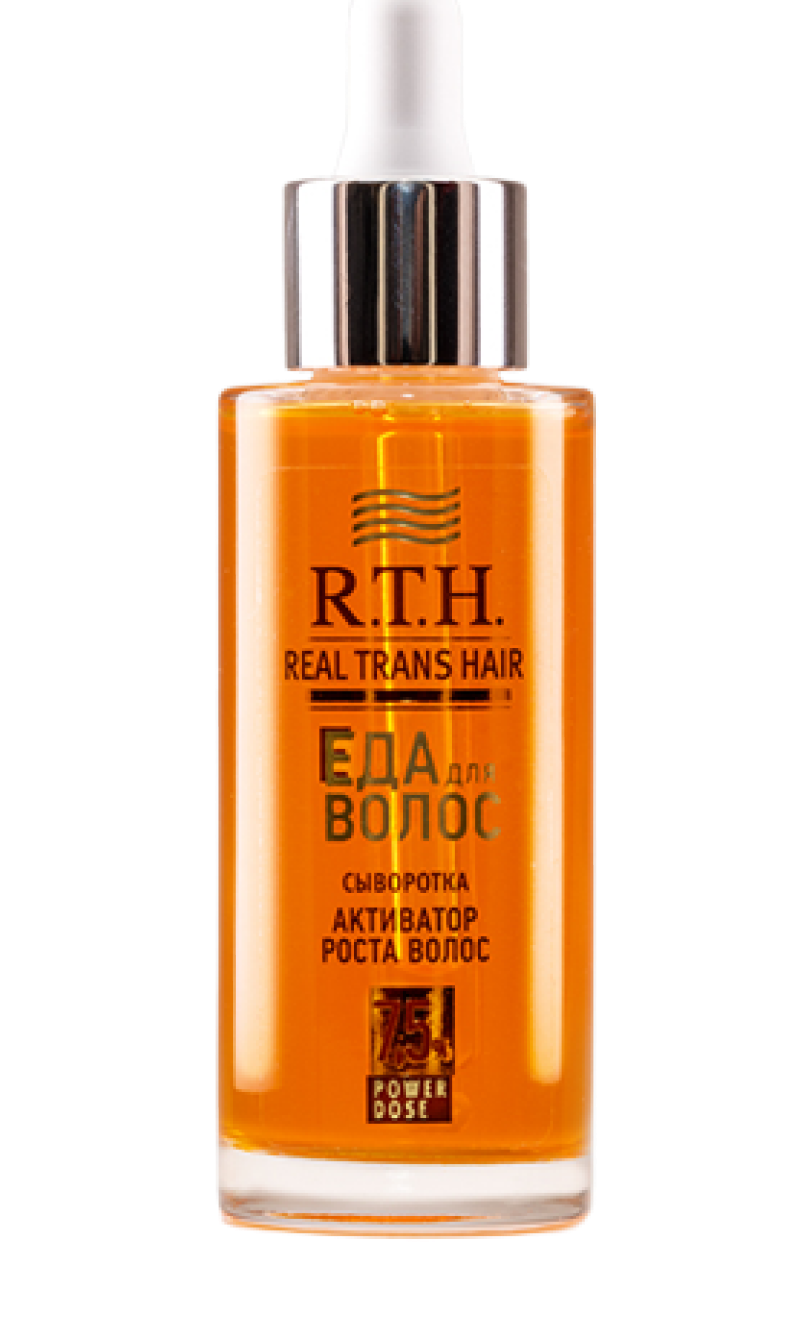 R.T.H.
REAL TRANS HAIR
ЕДА для
ВОЛОС
СЫВОРОТКА
АКТИВАТОР
РОСТА ВОЛОС
7,5%
POWER
DOSE